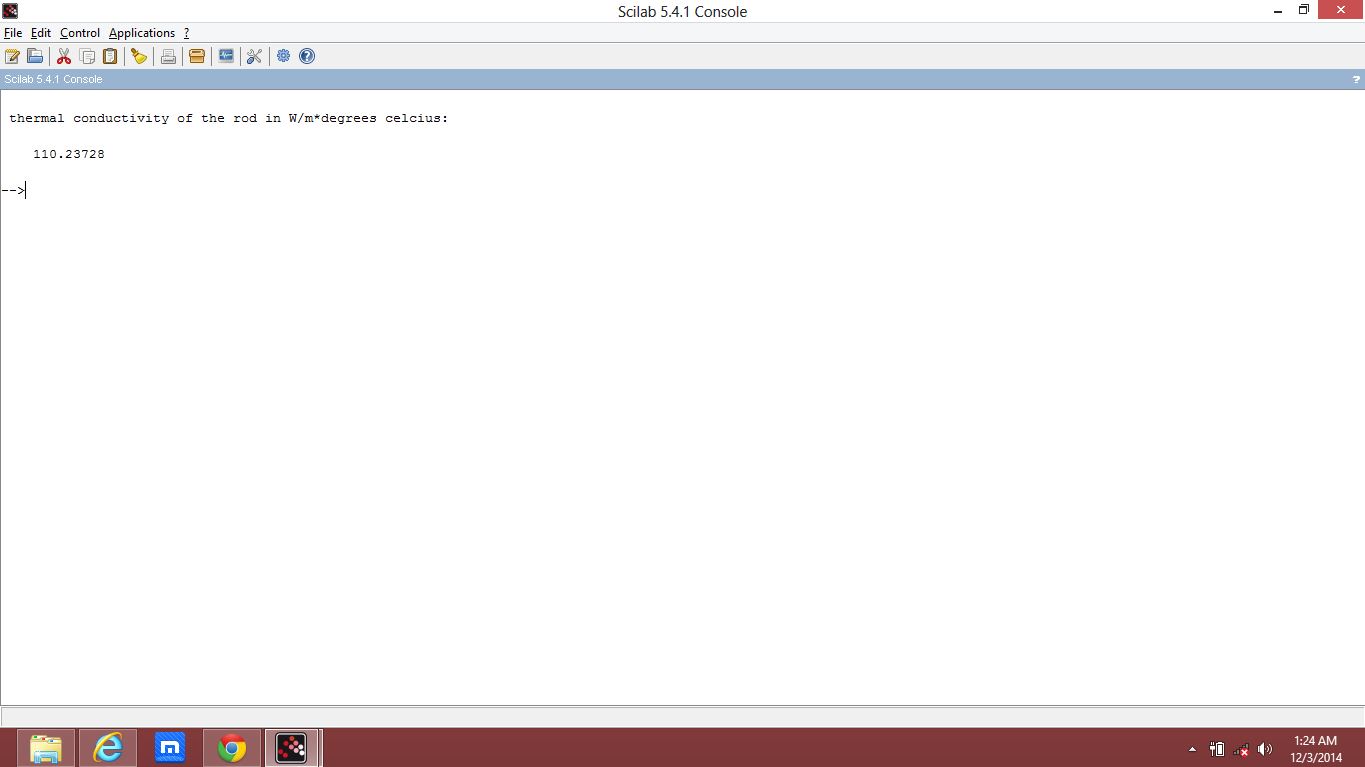 Scilab 5.4.1 Console
File Edit Control Applications ?
Scilab 5.4.1 Console ?
thermal conductivity of the rod in W/m*degrees celcius:
110.23728
-->
m
1:24 AM
12/3/2014